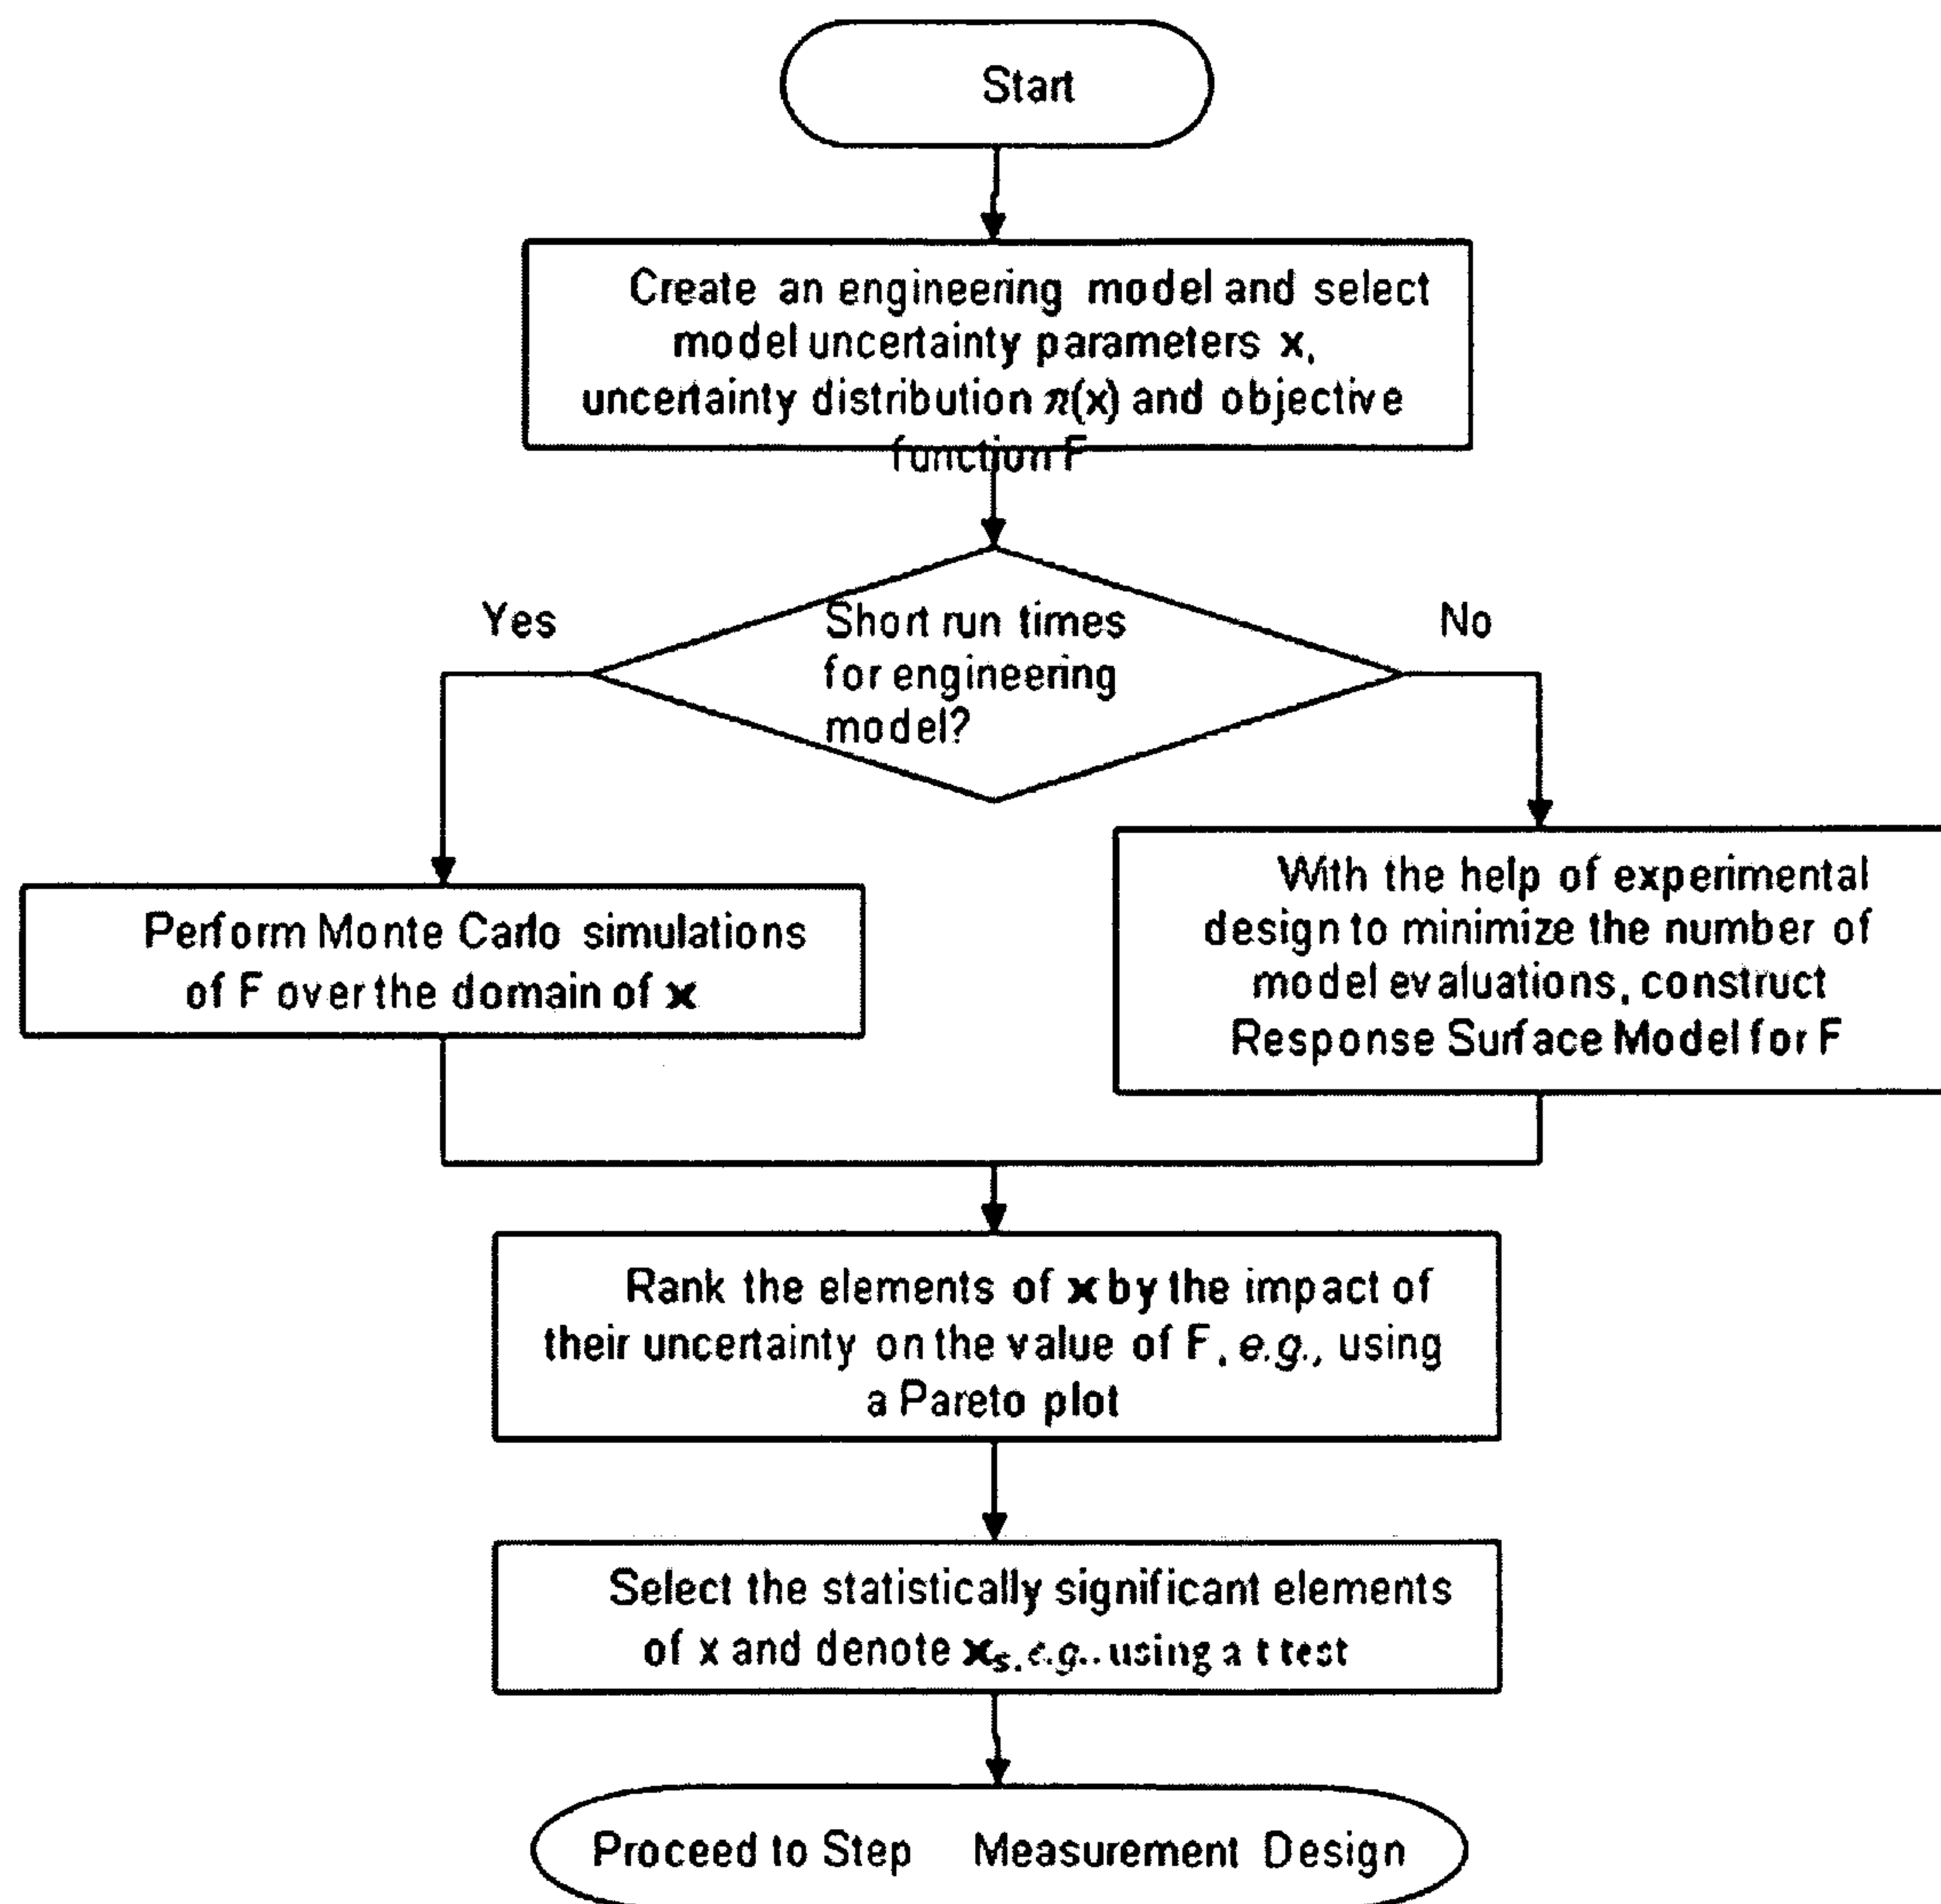 Start
Create an engineering model and select
model uncertainty parameters x,
uncertainty distribution π(x) and objective
function F
Yes
Short run times
for engineering
model?
No
Perform Monte Carlo simulations
of F over the domain of x
With the help of experimental
design to minimize the number of
model evaluations, construct
Response Surface Model for F
Rank the elements of x by the impact of
their uncertainty on the value of F, e.g., using
a Pareto plot
Select the statistically significant elements
of x and denote xs, e.g., using a t test
Proceed to Step Measurement Design